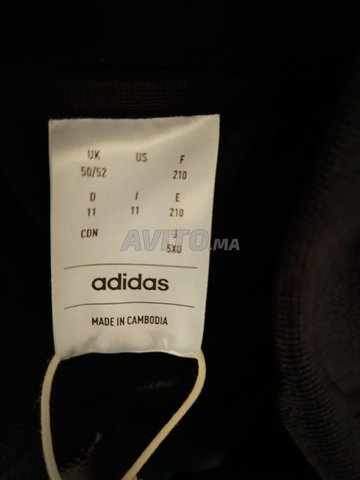 UK US F
50/52 210
D I E
11 11 210
CDN J
5XO
AVITO.ma
adidas
MADE IN CAMBODIA